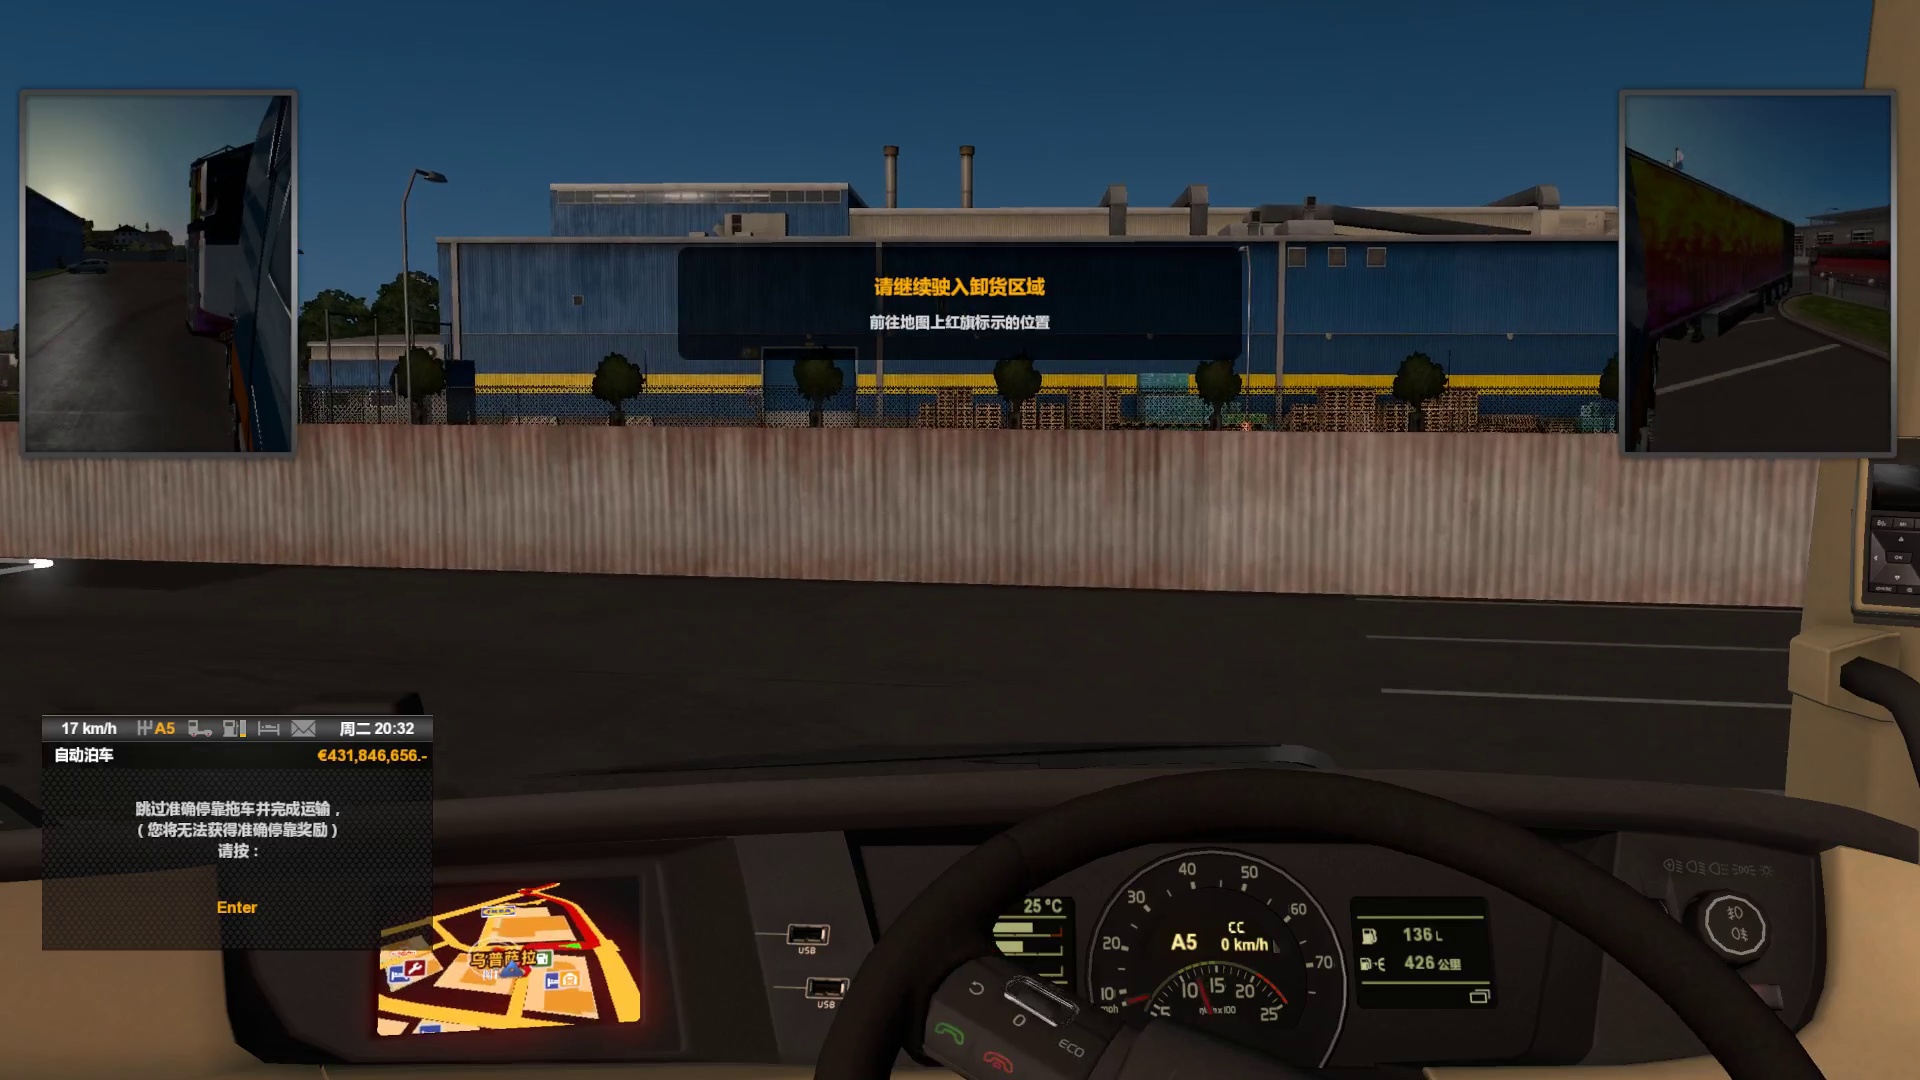 请继续驶入卸货区域
前往地图上红旗标示的位置
17 km/h
A5
周二 20:32
自动泊车
€431,846,656.-
跳过准确停靠拖车并完成运输，
（您将无法获得准确停靠奖励）
请按：
Enter
乌普萨拉
USB
USB
25 °C
10
20
30
40
50
60
70
mph
A5
CC
0 km/h
5
10
15
20
25
ECO
136 L
426 公里